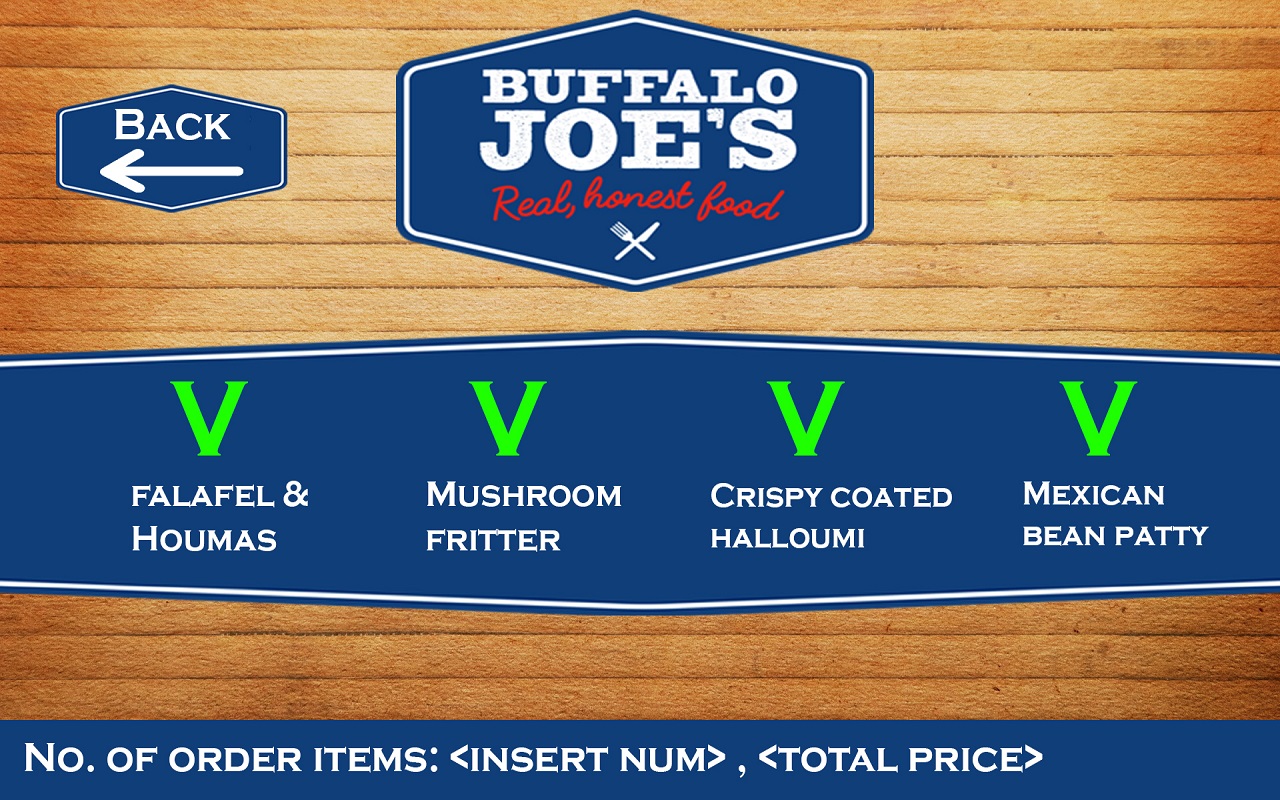 BACK
BUFFALO
JOE'S
Real, honest food
V V V V
FALAFEL &
HOUMAS
MUSHROOM
FRITTER
CRISPY COATED
HALLOUMI
MEXICAN
BEAN PATTY
NO. OF ORDER ITEMS: <INSERT NUM> , <TOTAL PRICE>